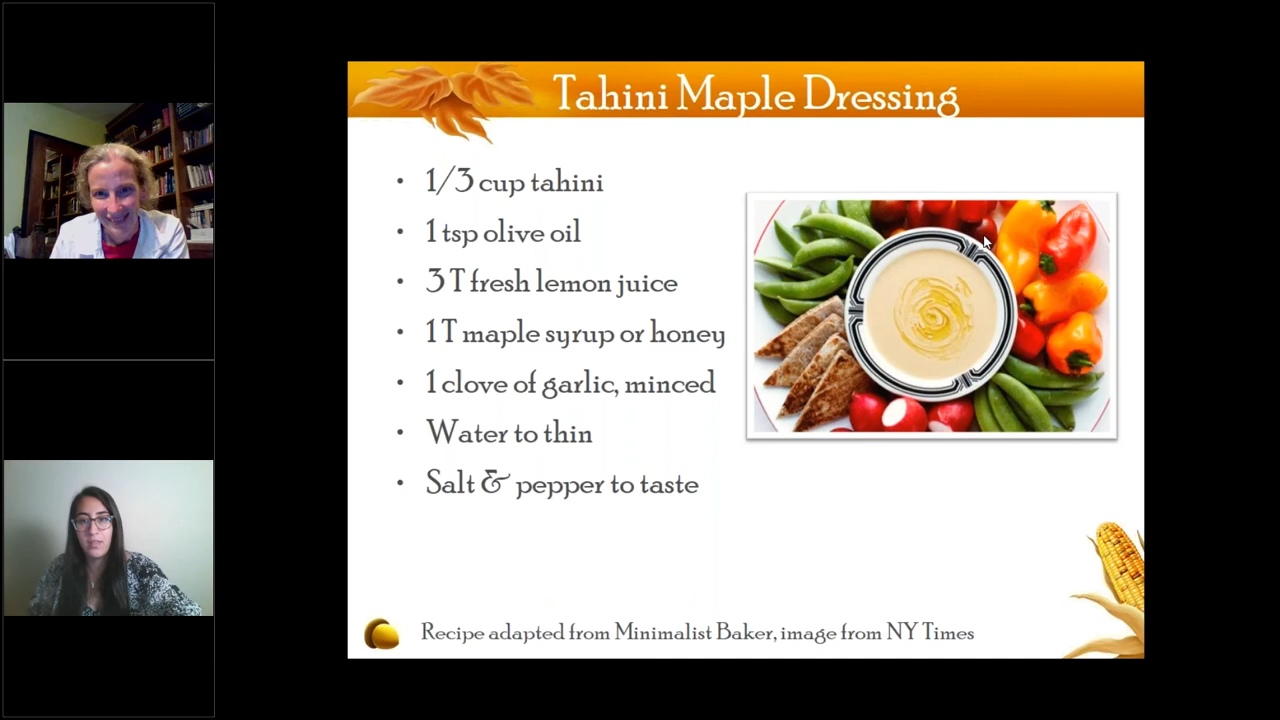 Tahini Maple Dressing
• 1/3 cup tahini
• 1 tsp olive oil
• 3 T fresh lemon juice
• 1 T maple syrup or honey
• 1 clove of garlic, minced
• Water to thin
• Salt & pepper to taste
Recipe adapted from Minimalist Baker, image from NY Times